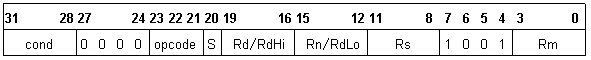 31 28 27 24 23 22 21 20 19 16 15 12 11 8 7 6 5 4 3 0
cond 0 0 0 0 opcode S Rd/RdHi Rn/RdLo Rs 1 0 0 1 Rm